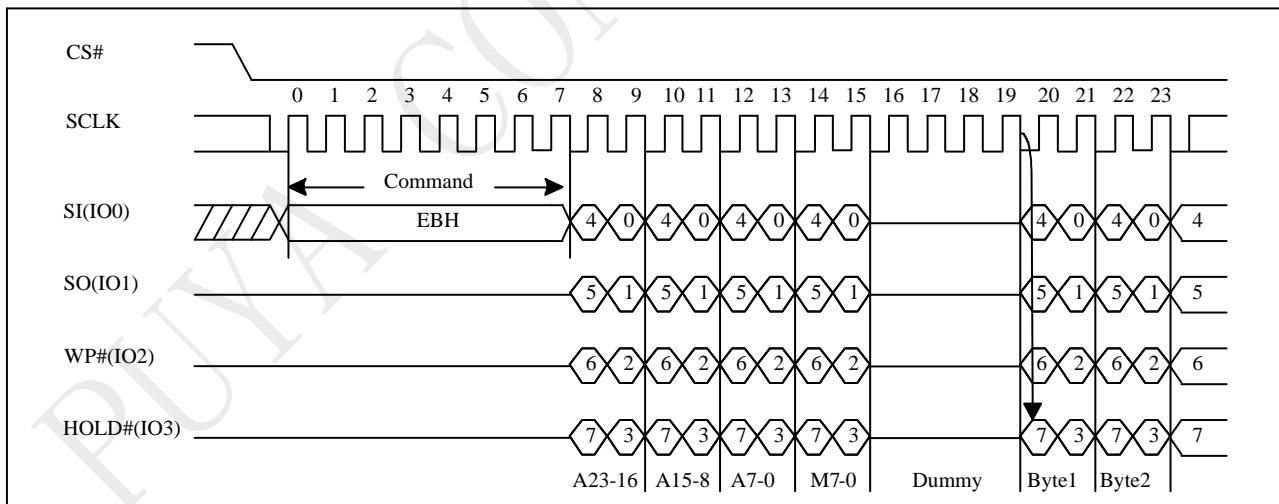 CS#
0 1 2 3 4 5 6 7 8 9 10 11 12 13 14 15 16 17 18 19 20 21 22 23
SCLK
Command
SI(IO0) EBH 4 0 4 0 4 0 4 0 4 0 4 0 4
SO(IO1) 5 1 5 1 5 1 5 1 5 1 5 1 5
WP#(IO2) 6 2 6 2 6 2 6 2 6 2 6 2 6
HOLD#(IO3) 7 3 7 3 7 3 7 3 7 3 7 3 7
A23-16 A15-8 A7-0 M7-0 Dummy Byte1 Byte2
PUYA CON